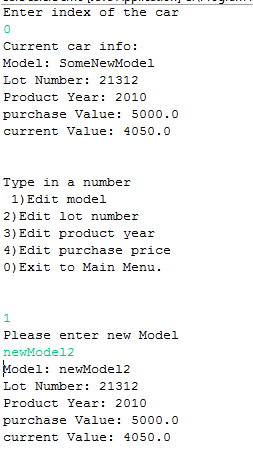 Enter index of the car
0
Current car info:
Model: SomeNewModel
Lot Number: 21312
Product Year: 2010
purchase Value: 5000.0
current Value: 4050.0
Type in a number
1)Edit model
2)Edit lot number
3)Edit product year
4)Edit purchase price
0)Exit to Main Menu.
1
Please enter new Model
newModel2
Model: newModel2
Lot Number: 21312
Product Year: 2010
purchase Value: 5000.0
current Value: 4050.0